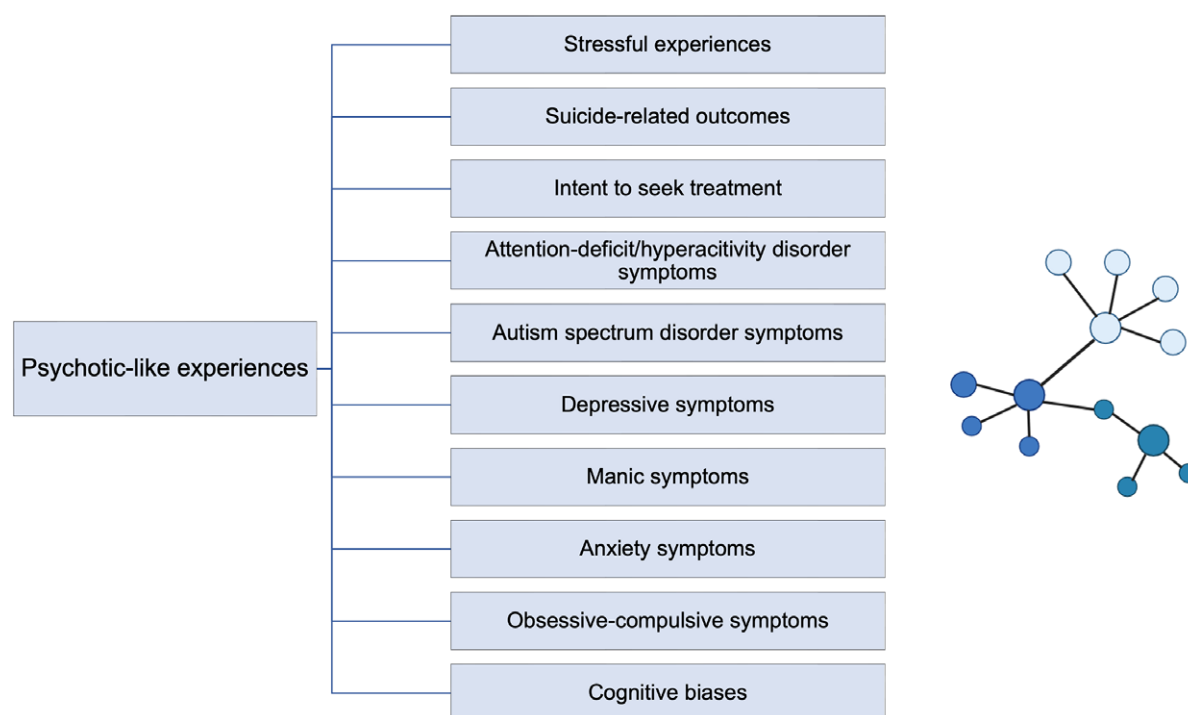 Stressful experiences
Suicide-related outcomes
Intent to seek treatment
Attention-deficit/hyperacitivity disorder
symptoms
Autism spectrum disorder symptoms
Psychotic-like experiences
Depressive symptoms
Manic symptoms
Anxiety symptoms
Obsessive-compulsive symptoms
Cognitive biases